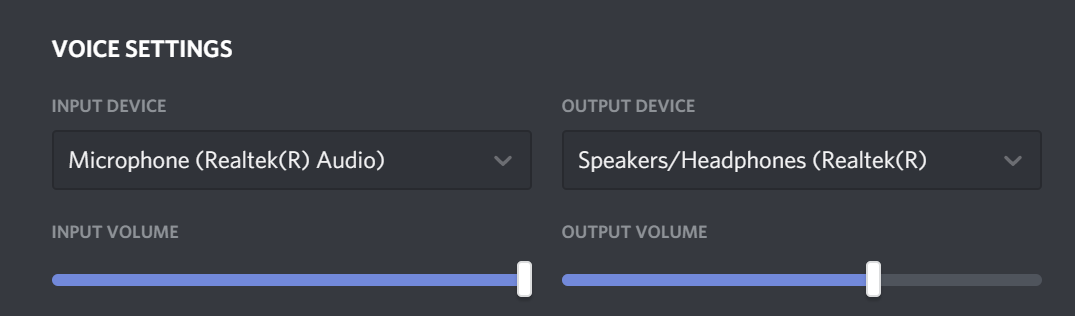 VOICE SETTINGS
INPUT DEVICE
Microphone (Realtek(R) Audio)
OUTPUT DEVICE
Speakers/Headphones (Realtek(R)
INPUT VOLUME
OUTPUT VOLUME